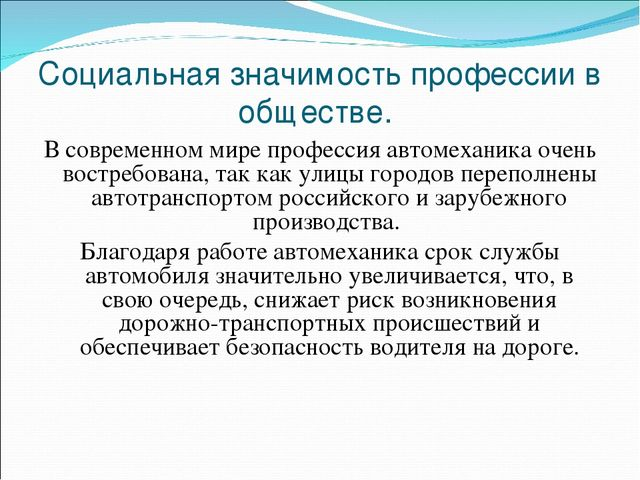 Социальная значимость профессии в
обществе.
В современном мире профессия автомеханика очень
востребована, так как улицы городов переполнены
автотранспортом российского и зарубежного
производства.
Благодаря работе автомеханика срок службы
автомобиля значительно увеличивается, что, в
свою очередь, снижает риск возникновения
дорожно-транспортных происшествий и
обеспечивает безопасность водителя на дороге.